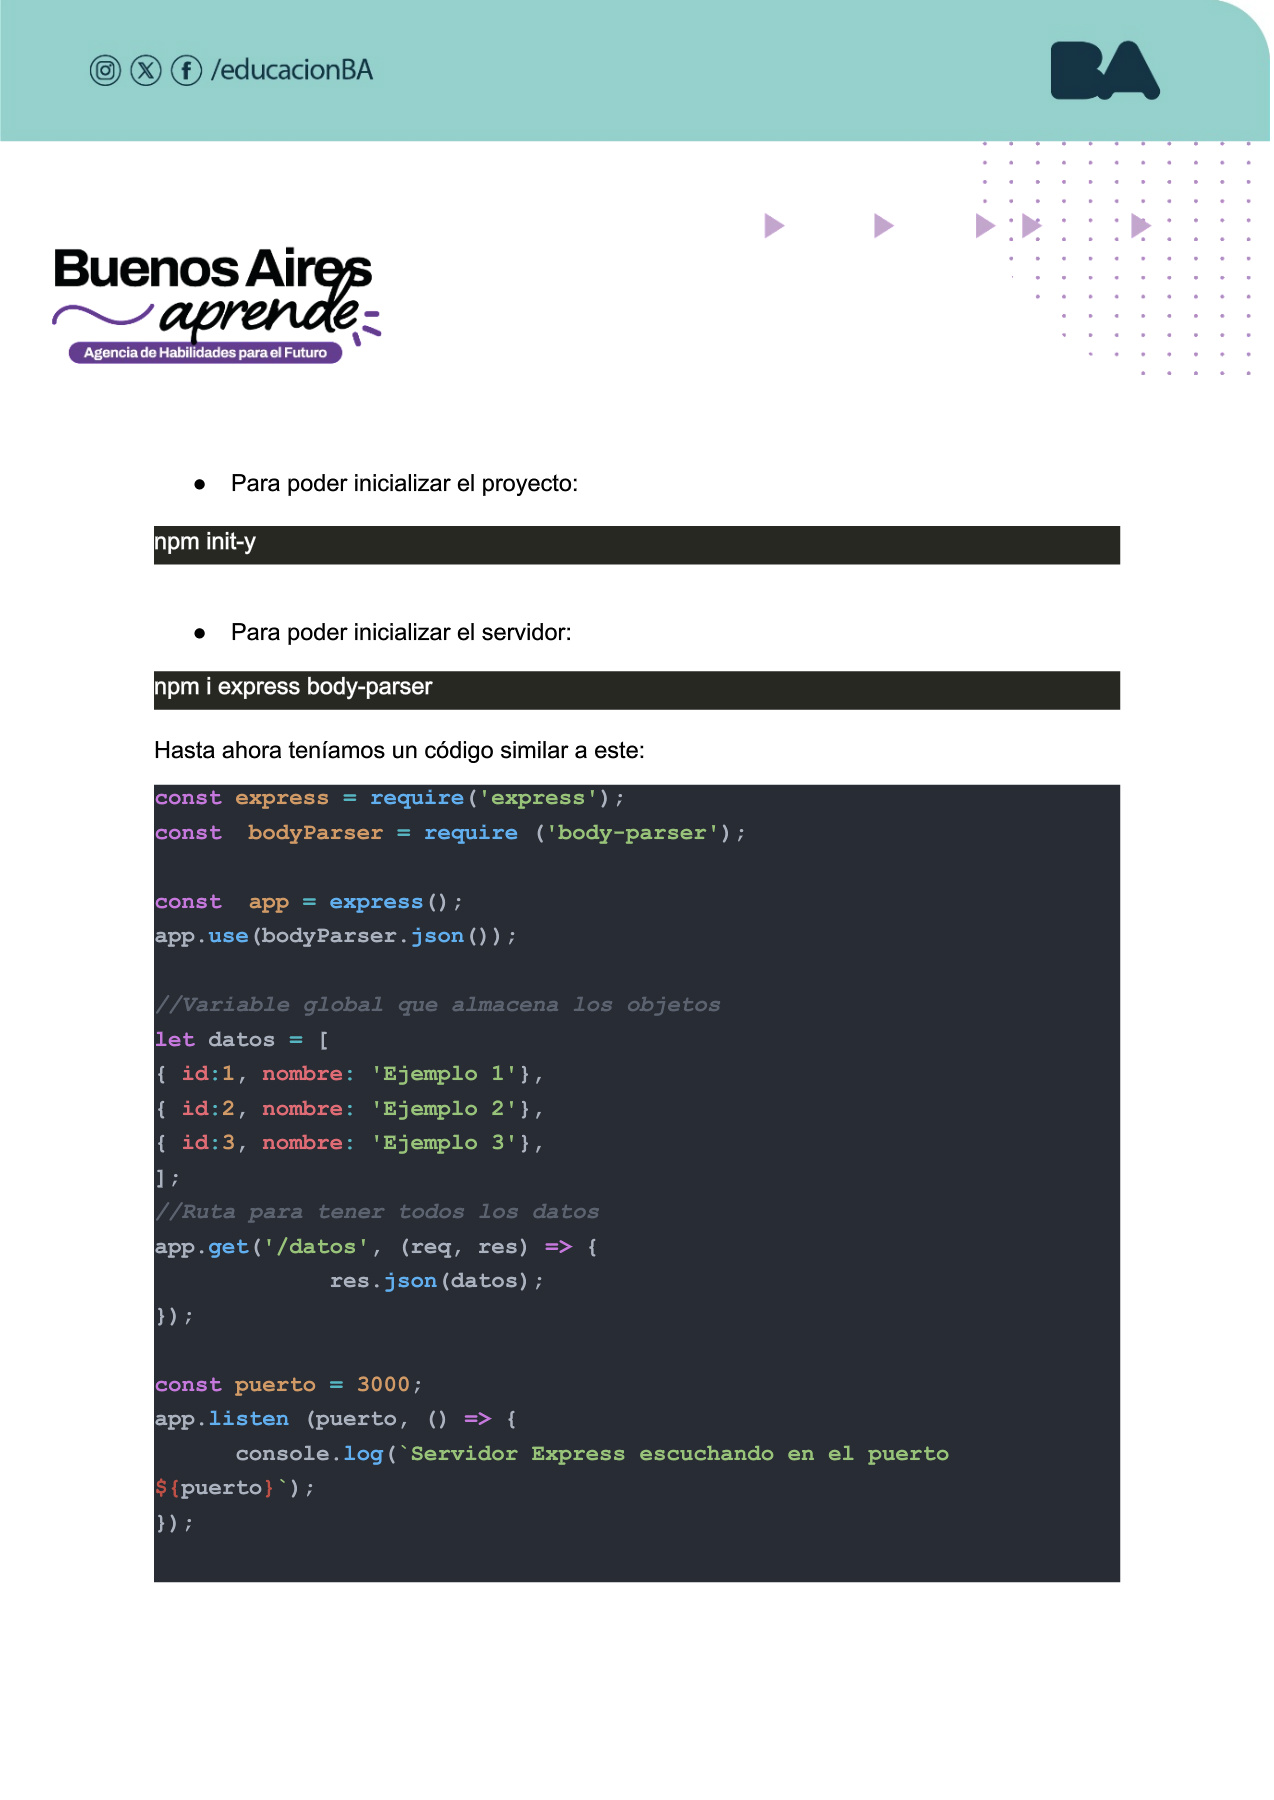 /educacionBA
BA
Buenos Aires
aprende
Agencia de Habilidades para el Futuro
● Para poder inicializar el proyecto:
npm init-y
● Para poder inicializar el servidor:
npm i express body-parser
Hasta ahora teníamos un código similar a este:
const express = require('express');
const  bodyParser = require ('body-parser');
const  app = express();
app.use(bodyParser.json());
//Variable global que almacena los objetos
let datos = [
{ id:1, nombre: 'Ejemplo 1'},
{ id:2, nombre: 'Ejemplo 2'},
{ id:3, nombre: 'Ejemplo 3'},
];
//Ruta para tener todos los datos
app.get('/datos', (req, res) => {
             res.json(datos);
});
const puerto = 3000;
app.listen (puerto, () => {
      console.log(`Servidor Express escuchando en el puerto
${puerto}`);
});